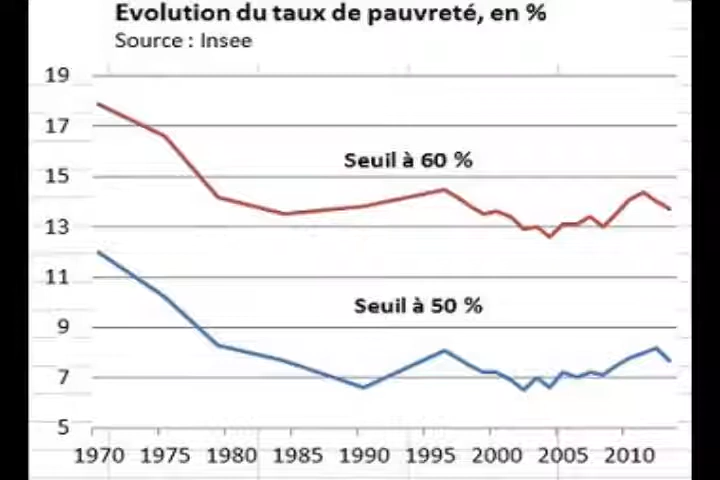 Evolution du taux de pauvreté, en %
Source : Insee
19
17
Seuil à 60 %
15
13
11
Seuil à 50 %
9
7
5
1970 1975 1980 1985 1990 1995 2000 2005 2010